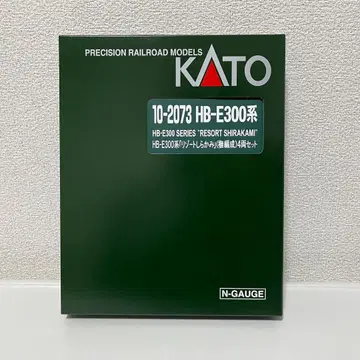 PRECISION RAILROAD MODELS
KATO
10-2073 HB-E300系
HB-E300 SERIES "RESORT SHIRAKAMI"
HB-E300系「リゾートしらかみ」(橅編成)4両セット
N-GAUGE